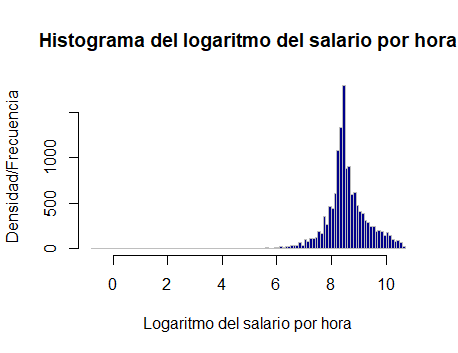 Histograma del logaritmo del salario por hora
Densidad/Frecuencia
1000
500
0
0 2 4 6 8 10
Logaritmo del salario por hora